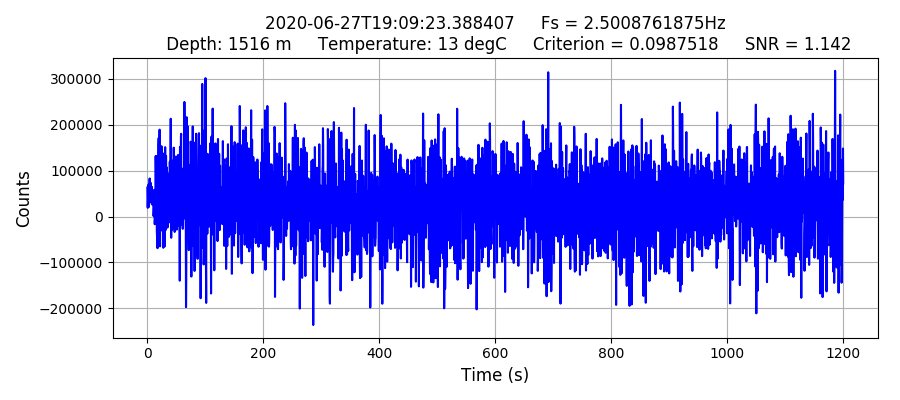 2020-06-27T19:09:23.388407 Fs = 2.5008761875Hz
Depth: 1516 m Temperature: 13 degC Criterion = 0.0987518 SNR = 1.142
300000
200000
100000
0
−100000
−200000
Counts
0 200 400 600 800 1000 1200
Time (s)